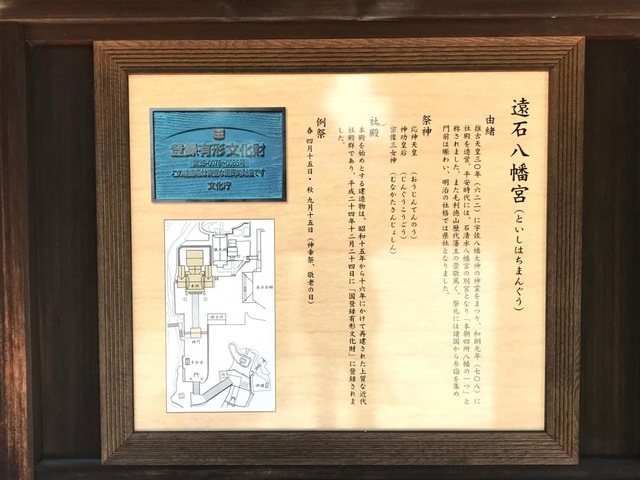 遠石八幡宮(といしはちまんぐう)
由緒
推古天皇三〇年(六二二)に宇佐八幡大神の神霊をまつり、和銅元年(七〇八)に
社殿を造営。平安時代には、石清水八幡宮の別宮となり「本朝四所八幡の一つ」と
称されました。また毛利徳山歴代藩主の崇敬篤く、祭礼には諸国から参詣を集め
門前は賑わい、明治の社格では県社となりました。
祭神
応神天皇 (おうじんてんのう)
神功皇后 (じんぐうこうごう)
宗像三女神 (むなかたさんじょしん)
社殿
本殿を始めとする建造物は、昭和十五年から十六年にかけて再建された上質な近代
社殿群であり、平成二十四年十二月二十四日に「国登録有形文化財」に登録されま
した。
例祭
春 四月十五日・秋 九月十五日 (神幸祭、敬老の日)
登録有形文化財
この建造物は貴重な国民的財産です
文化庁
本殿
神門